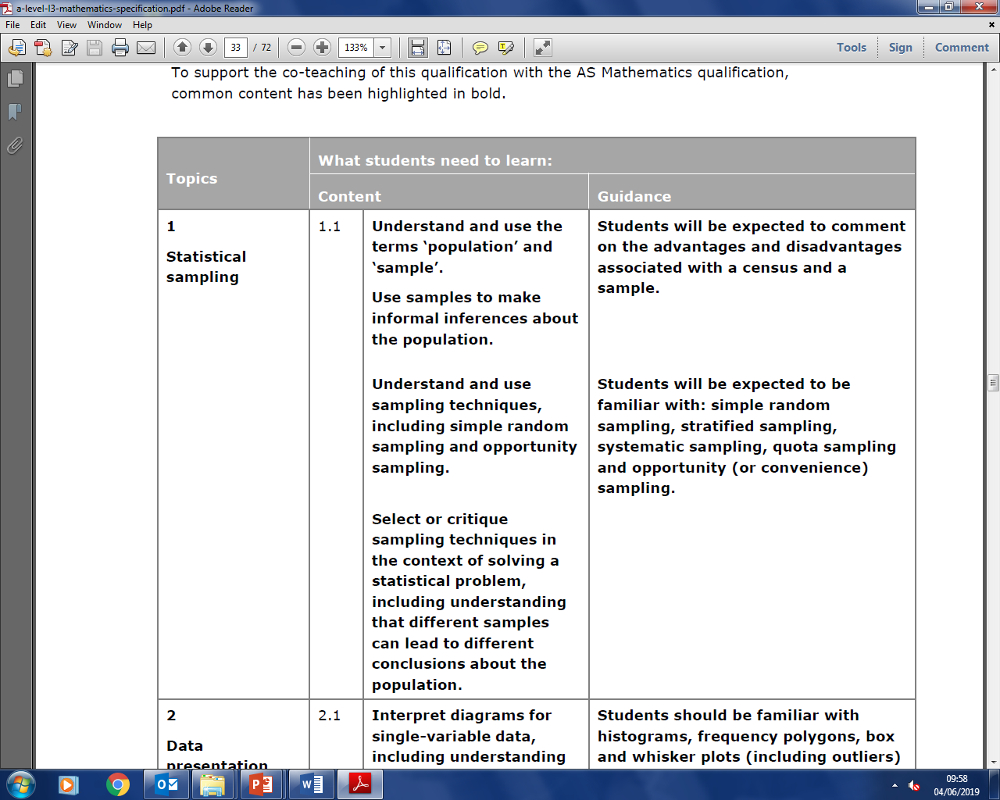 a-level-l3-mathematics-specification.pdf - Adobe Reader
File Edit View Window Help
33 / 72 133% Tools Sign Comment
To support the co-teaching of this qualification with the AS Mathematics qualification,
common content has been highlighted in bold.
Topics
What students need to learn:
Content
Guidance
1
Statistical
sampling
1.1
Understand and use the
terms ‘population’ and
‘sample’.
Use samples to make
informal inferences about
the population.
Understand and use
sampling techniques,
including simple random
sampling and opportunity
sampling.
Select or critique
sampling techniques in
the context of solving a
statistical problem,
including understanding
that different samples
can lead to different
conclusions about the
population.
Students will be expected to comment
on the advantages and disadvantages
associated with a census and a
sample.
Students will be expected to be
familiar with: simple random
sampling, stratified sampling,
systematic sampling, quota sampling
and opportunity (or convenience)
sampling.
2
Data
presentation
2.1
Interpret diagrams for
single-variable data,
including understanding
Students should be familiar with
histograms, frequency polygons, box
and whisker plots (including outliers)
09:58
04/06/2019